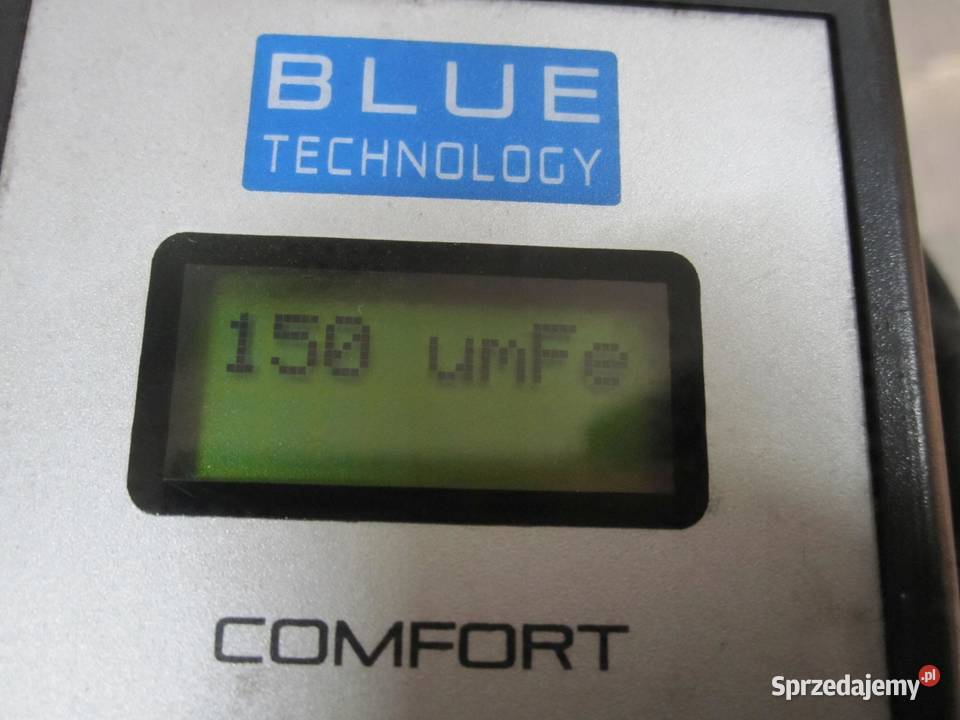 BLUE
TECHNOLOGY
150 umFe
COMFORT
Sprzedajemy.pl